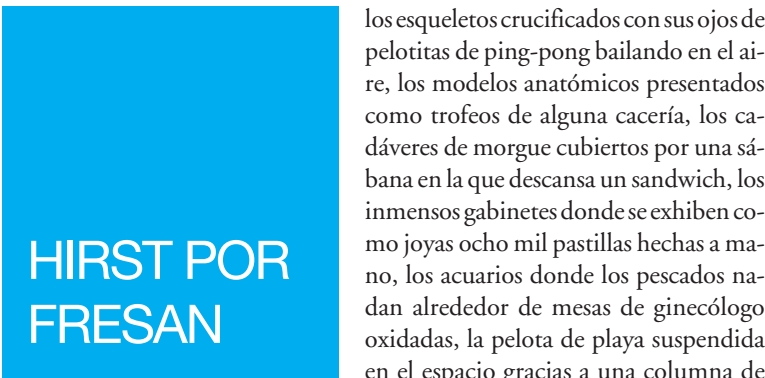 HIRST POR
FRESAN
los esqueletos crucificados con sus ojos de
pelotitas de ping-pong bailando en el ai-
re, los modelos anatómicos presentados
como trofeos de alguna cacería, los ca-
dáveres de morgue cubiertos por una sá-
bana en la que descansa un sandwich, los
inmensos gabinetes donde se exhiben co-
mo joyas ocho mil pastillas hechas a ma-
no, los acuarios donde los pescados na-
dan alrededor de mesas de ginecólogo
oxidadas, la pelota de playa suspendida
en el espacio gracias a una columna de